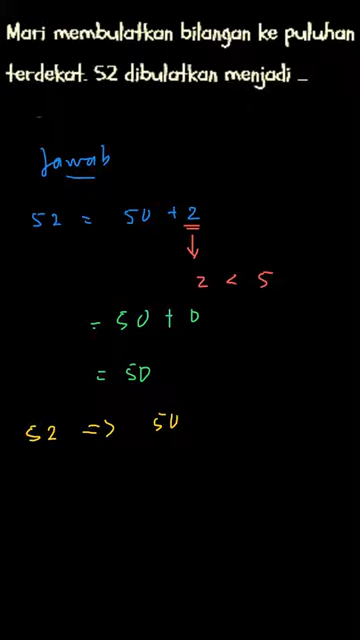 Mari membulatkan bilangan ke puluhan
terdekat. 52 dibulatkan menjadi _
Jawab
52 = 50 + 2
2 < 5
= 50 + 0
= 50
52 => 50